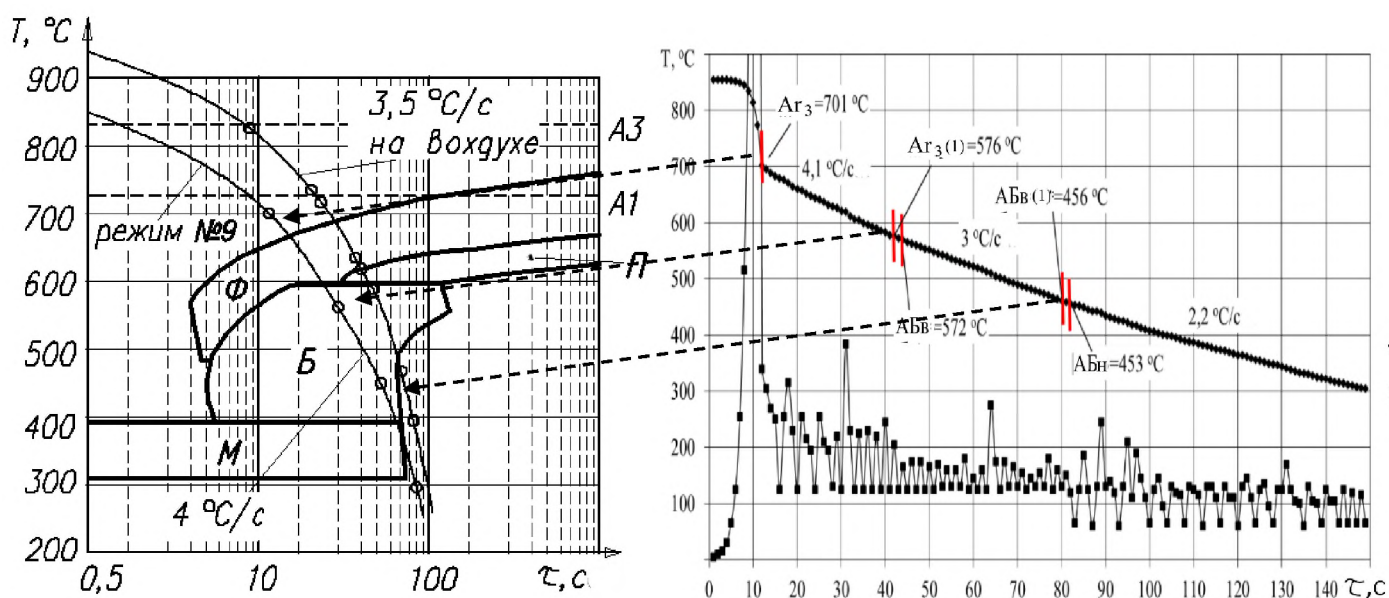 T, °C
900
800
700
600
500
400
300
200
0,5
10
100
τ, c
3,5 °C/c
на вохдухе
А3
А1
режим №9
Ф
П
Б
М
4 °C/c
T, °C
800
700
600
500
400
300
200
100
0 10 20 30 40 50 60 70 80 90 100 110 120 130 140
τ, c
Ar₃=701 °C
4,1 °C/c
Ar₃(1)=576 °C
АБв(1)=456 °C
3 °C/c
АБв=572 °C
2,2 °C/c
АБн=453 °C